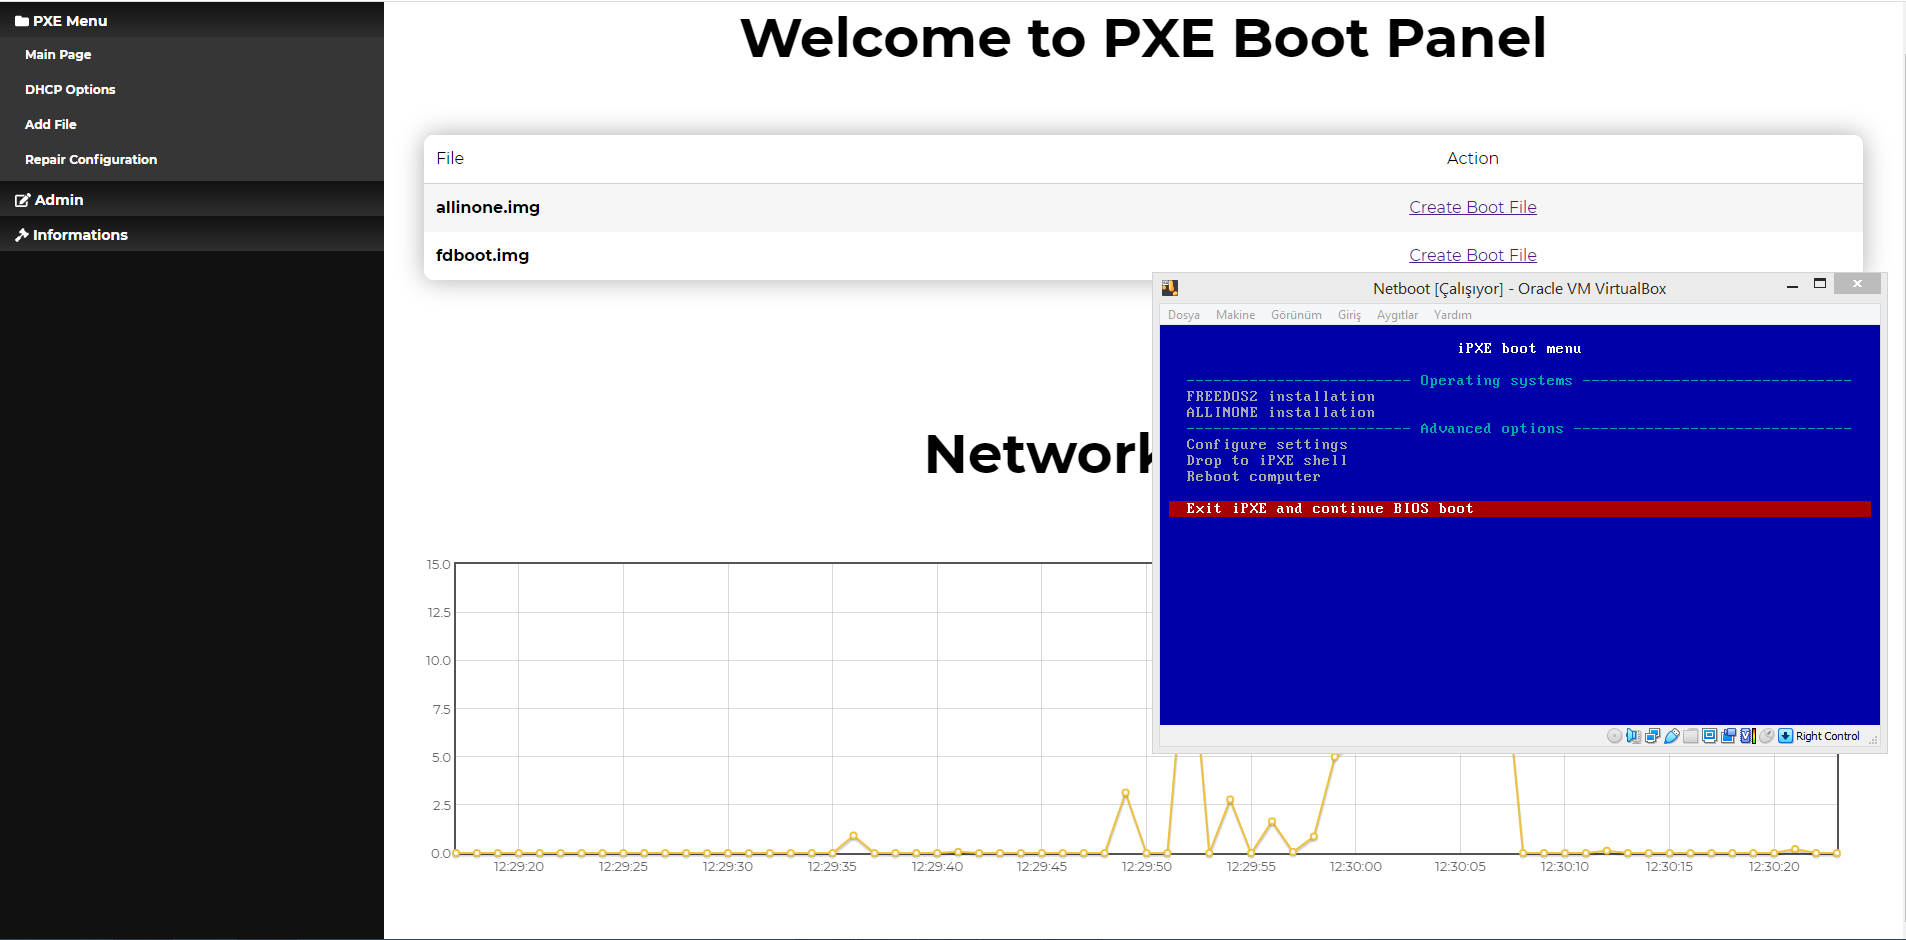 PXE Menu
Main Page
DHCP Options
Add File
Repair Configuration
Admin
Informations
Welcome to PXE Boot Panel
File Action
allinone.img Create Boot File
fdboot.img Create Boot File
Network
15.0
12.5
10.0
7.5
5.0
2.5
0.0
12:29:20 12:29:25 12:29:30 12:29:35 12:29:40 12:29:45 12:29:50 12:29:55 12:30:00 12:30:05 12:30:10 12:30:15 12:30:20
Netboot [Çalışıyor] - Oracle VM VirtualBox
Dosya Makine Görünüm Giriş Aygıtlar Yardım
iPXE boot menu
------------------------- Operating systems ------------------------------
FREEDOS2 installation
ALLINONE installation
------------------------- Advanced options -------------------------------
Configure settings
Drop to iPXE shell
Reboot computer
Exit iPXE and continue BIOS boot
Right Control